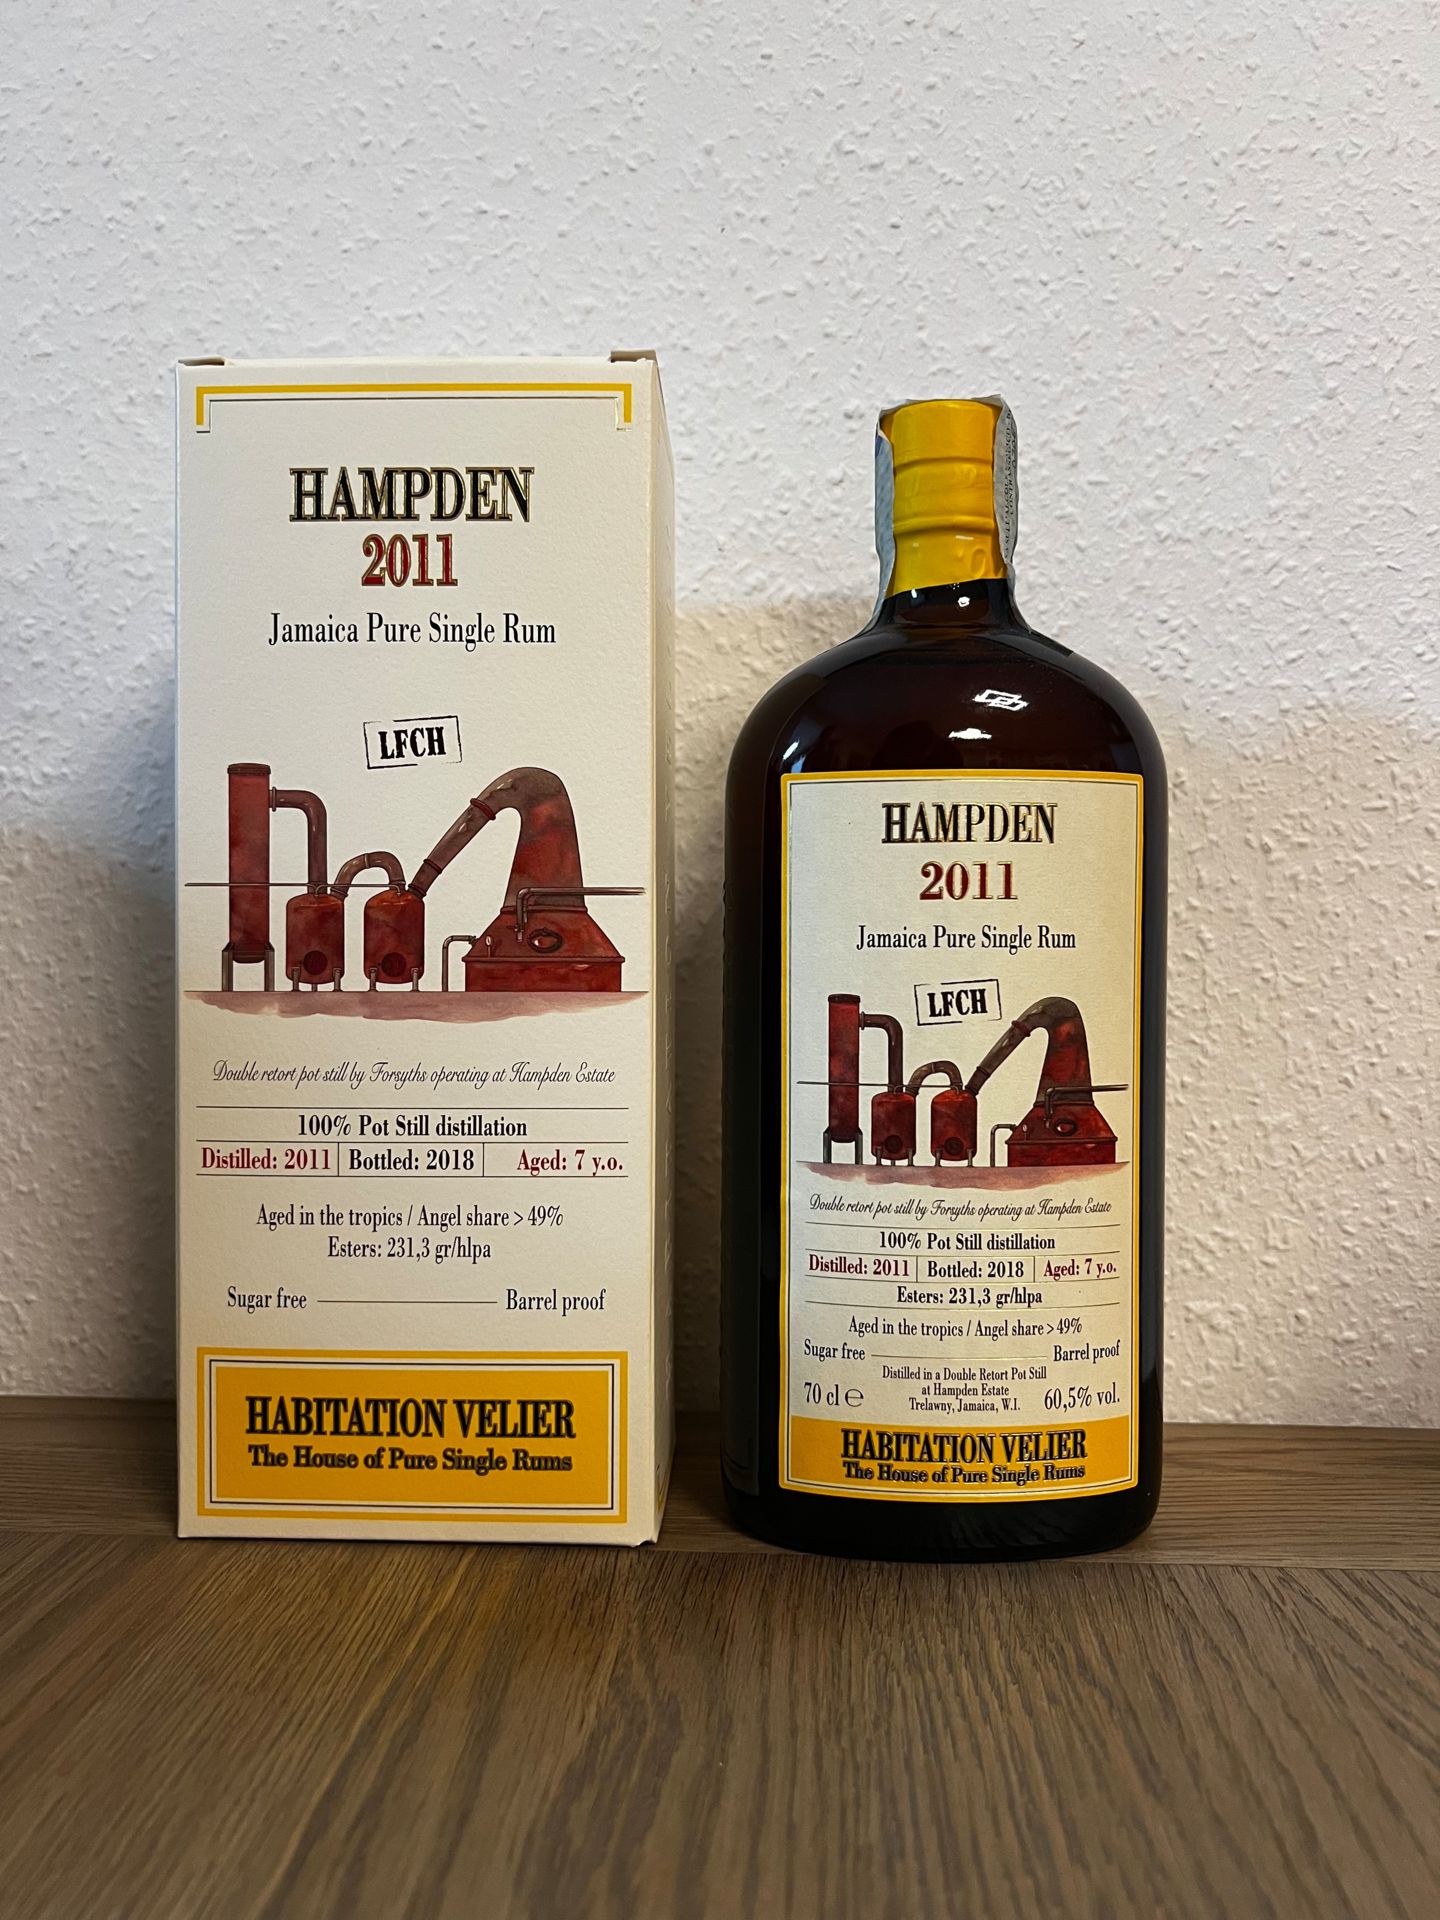 HAMPDEN
2011
Jamaica Pure Single Rum
LFCH
Double retort pot still by Forsyths operating at Hampden Estate
100% Pot Still distillation
Distilled: 2011 Bottled: 2018 Aged: 7 y.o.
Aged in the tropics / Angel share > 49%
Esters: 231,3 gr/hlpa
Sugar free Barrel proof
HABITATION VELIER
The House of Pure Single Rums
HAMPDEN
2011
Jamaica Pure Single Rum
LFCH
Double retort pot still by Forsyths operating at Hampden Estate
100% Pot Still distillation
Distilled: 2011 Bottled: 2018 Aged: 7 y.o.
Esters: 231,3 gr/hlpa
Aged in the tropics / Angel share > 49%
Sugar free Barrel proof
Distilled in a Double Retort Pot Still
at Hampden Estate
Trelawny, Jamaica, W.I.
70 cl e 60,5% vol.
HABITATION VELIER
The House of Pure Single Rums